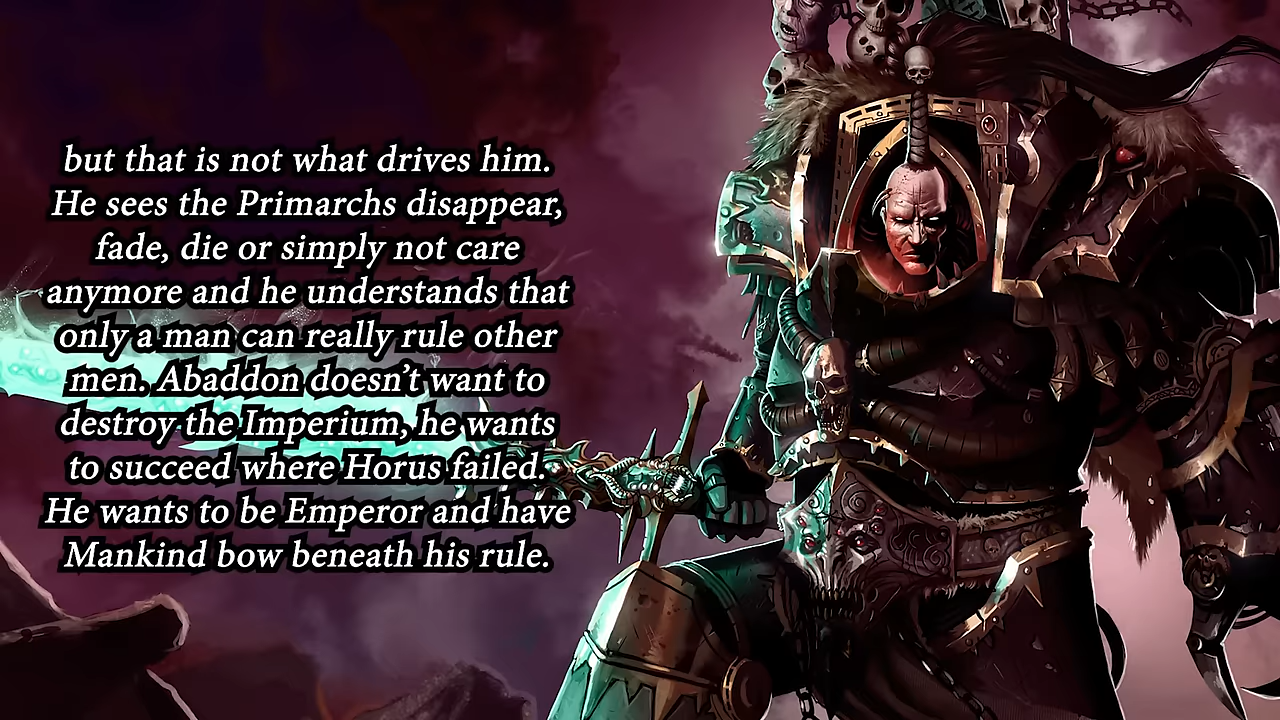 but that is not what drives him.
He sees the Primarchs disappear,
fade, die or simply not care
anymore and he understands that
only a man can really rule other
men. Abaddon doesn’t want to
destroy the Imperium, he wants
to succeed where Horus failed.
He wants to be Emperor and have
Mankind bow beneath his rule.